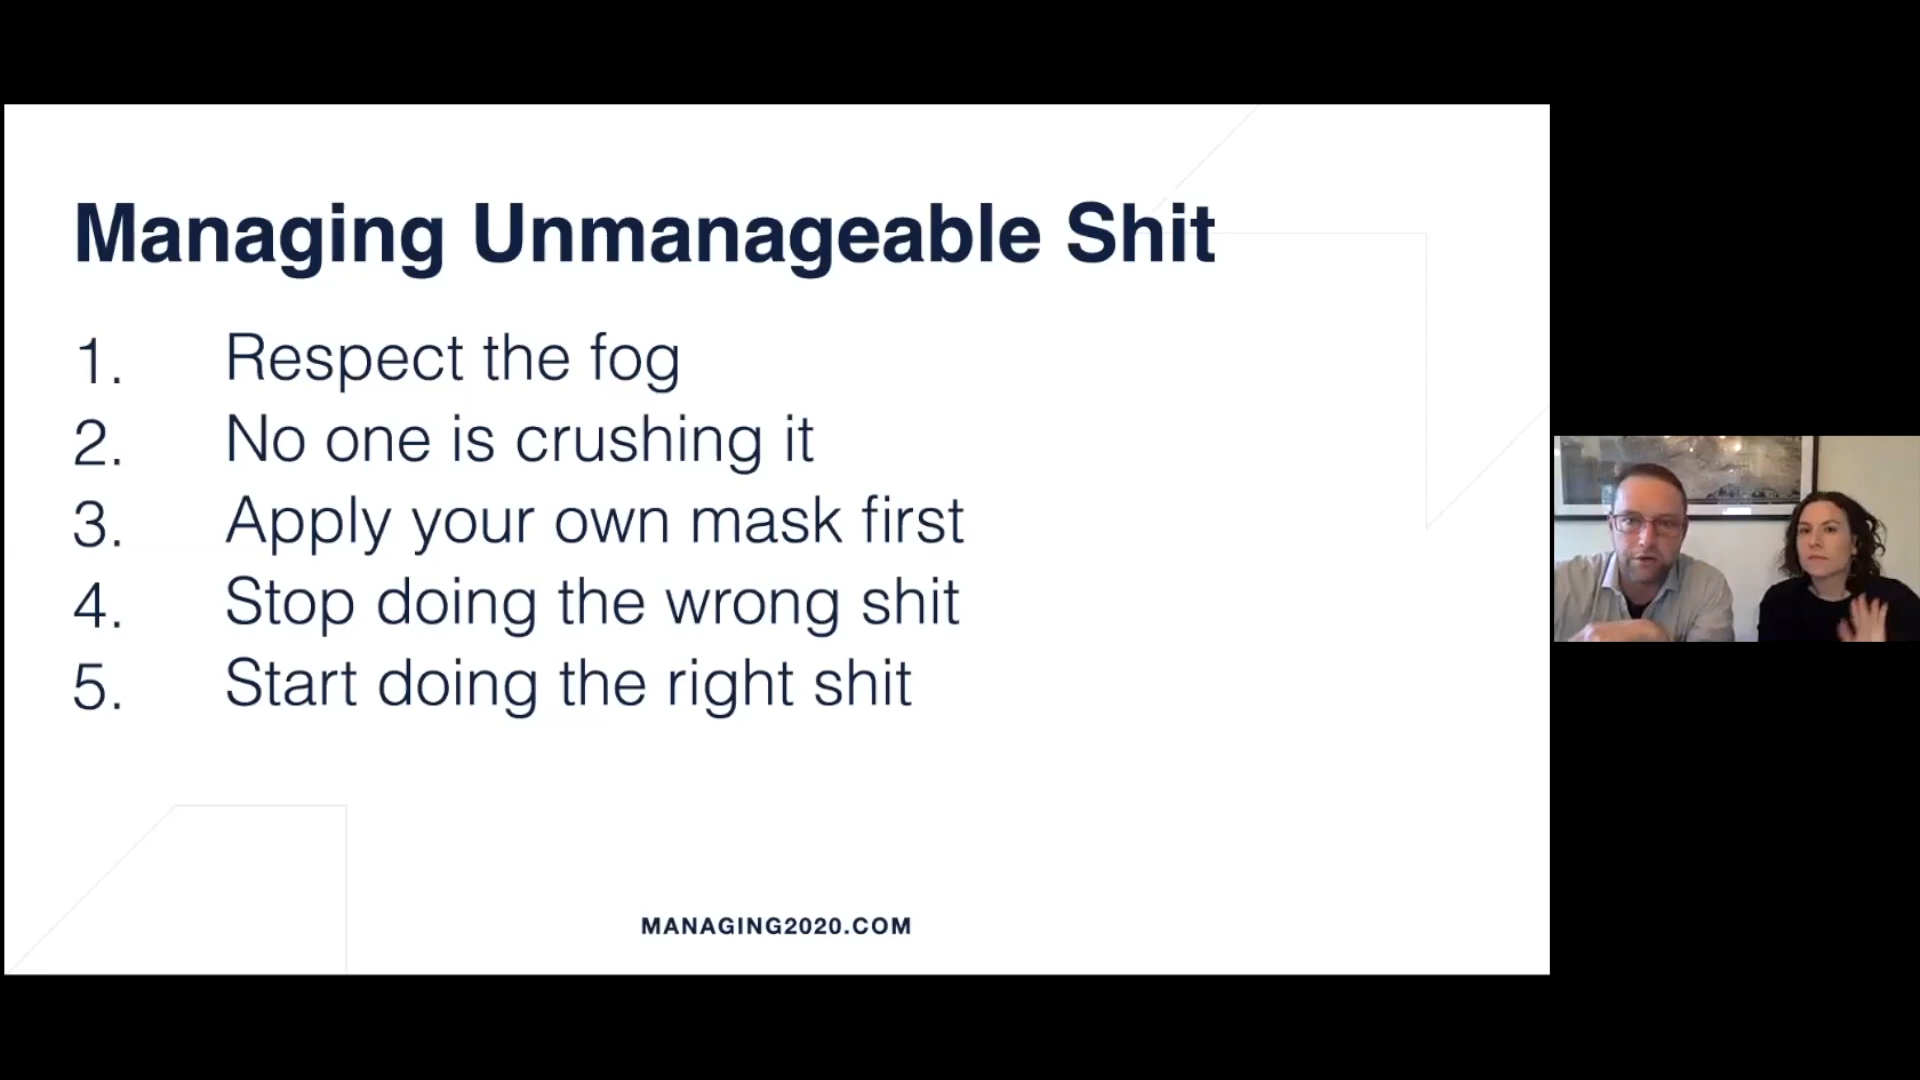 Managing Unmanageable Shit
1. Respect the fog
2. No one is crushing it
3. Apply your own mask first
4. Stop doing the wrong shit
5. Start doing the right shit
MANAGING2020.COM